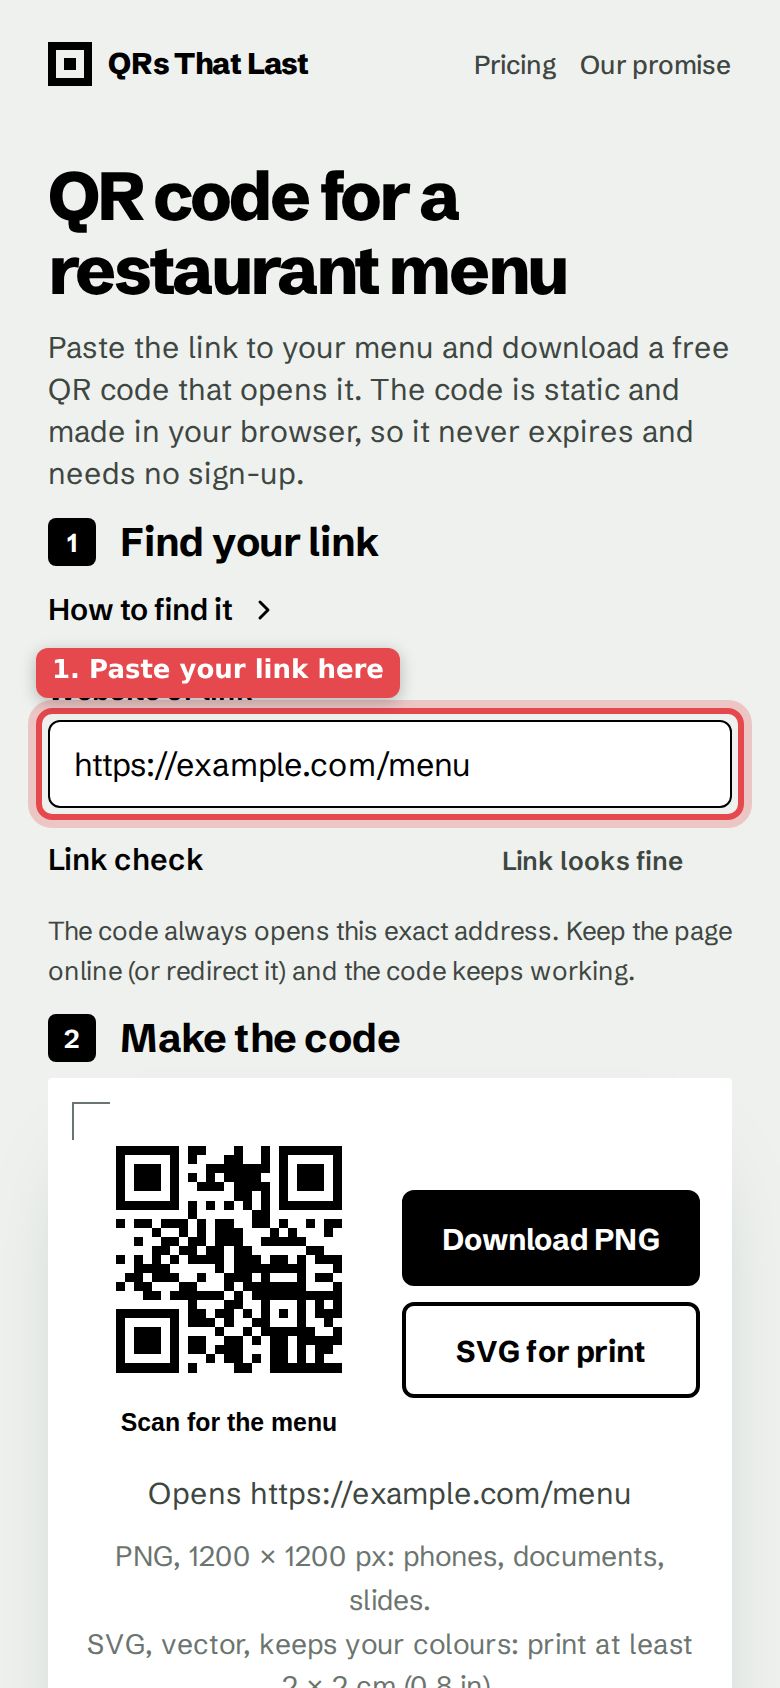 QRs That Last
Pricing
Our promise
QR code for a
restaurant menu
Paste the link to your menu and download a free
QR code that opens it. The code is static and
made in your browser, so it never expires and
needs no sign-up.
1
Find your link
How to find it
1. Paste your link here
https://example.com/menu
Link check
Link looks fine
The code always opens this exact address. Keep the page
online (or redirect it) and the code keeps working.
2
Make the code
Download PNG
SVG for print
Scan for the menu
Opens https://example.com/menu
PNG, 1200 × 1200 px: phones, documents,
slides.
SVG, vector, keeps your colours: print at least
2 × 2 cm (0.8 in)